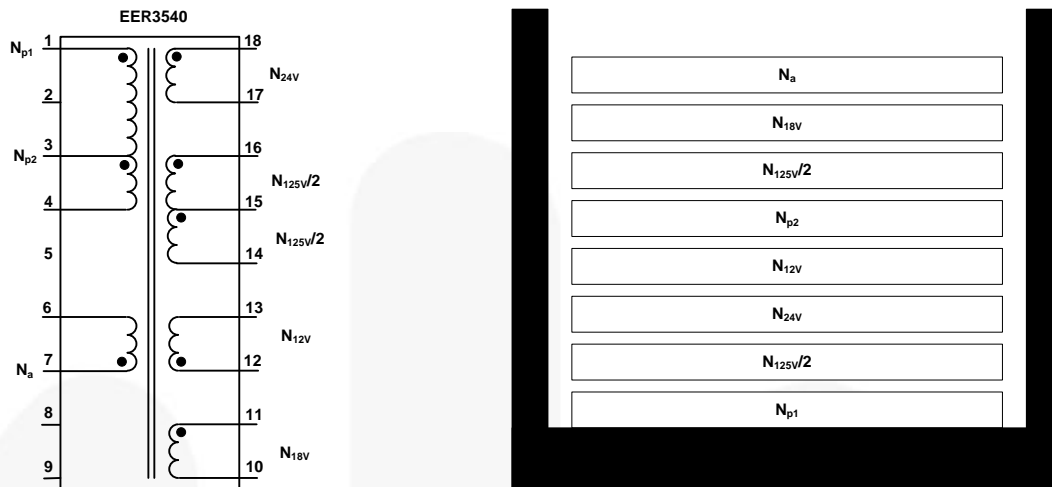 EER3540
Np1 1 18
N24V
2 17
Np2 3 16
N125V/2
4 15
N125V/2
5 14
6 13
N12V
Na 7 12
8 11
N18V
9 10
Na
N18V
N125V/2
Np2
N12V
N24V
N125V/2
Np1